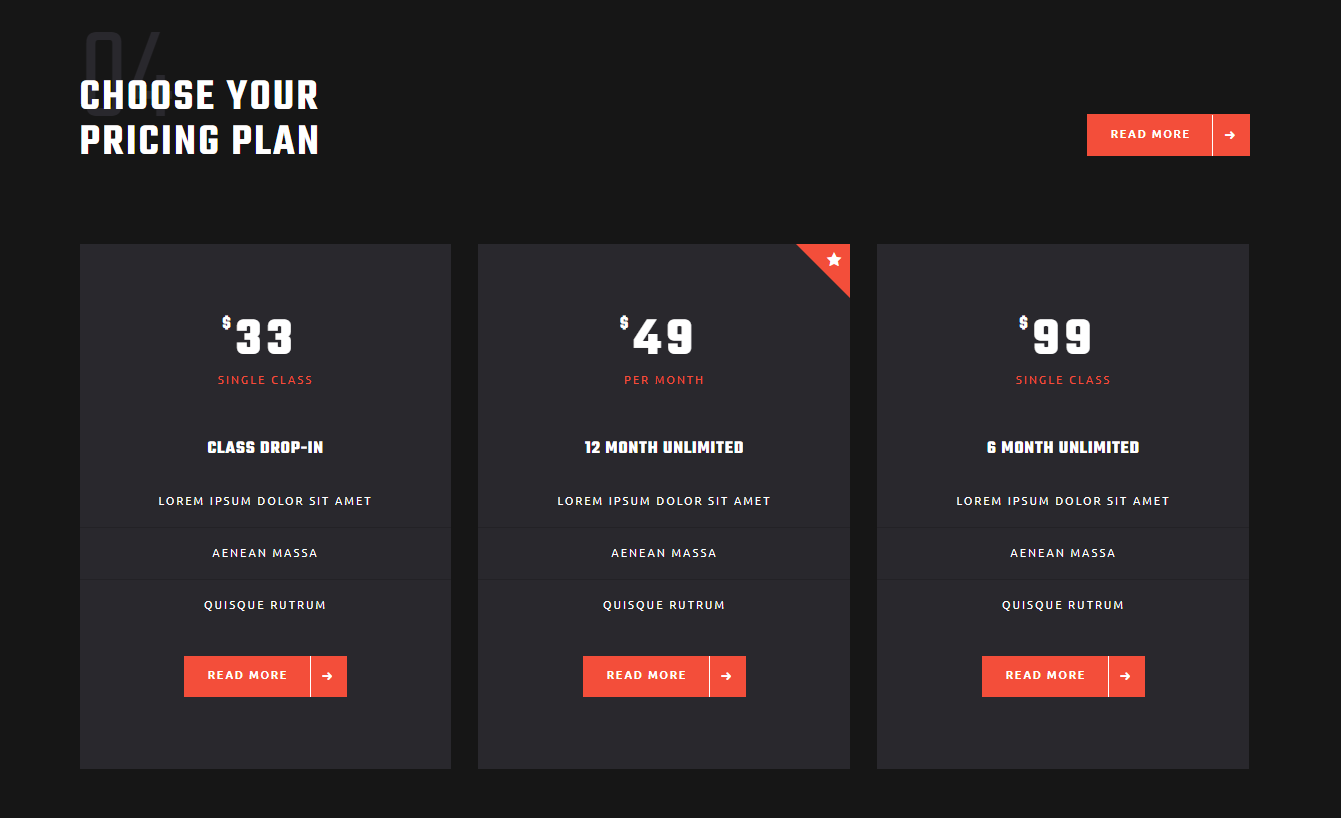 04
CHOOSE YOUR
PRICING PLAN
READ MORE
$33
SINGLE CLASS
CLASS DROP-IN
LOREM IPSUM DOLOR SIT AMET
AENEAN MASSA
QUISQUE RUTRUM
READ MORE
$49
PER MONTH
12 MONTH UNLIMITED
LOREM IPSUM DOLOR SIT AMET
AENEAN MASSA
QUISQUE RUTRUM
READ MORE
$99
SINGLE CLASS
6 MONTH UNLIMITED
LOREM IPSUM DOLOR SIT AMET
AENEAN MASSA
QUISQUE RUTRUM
READ MORE